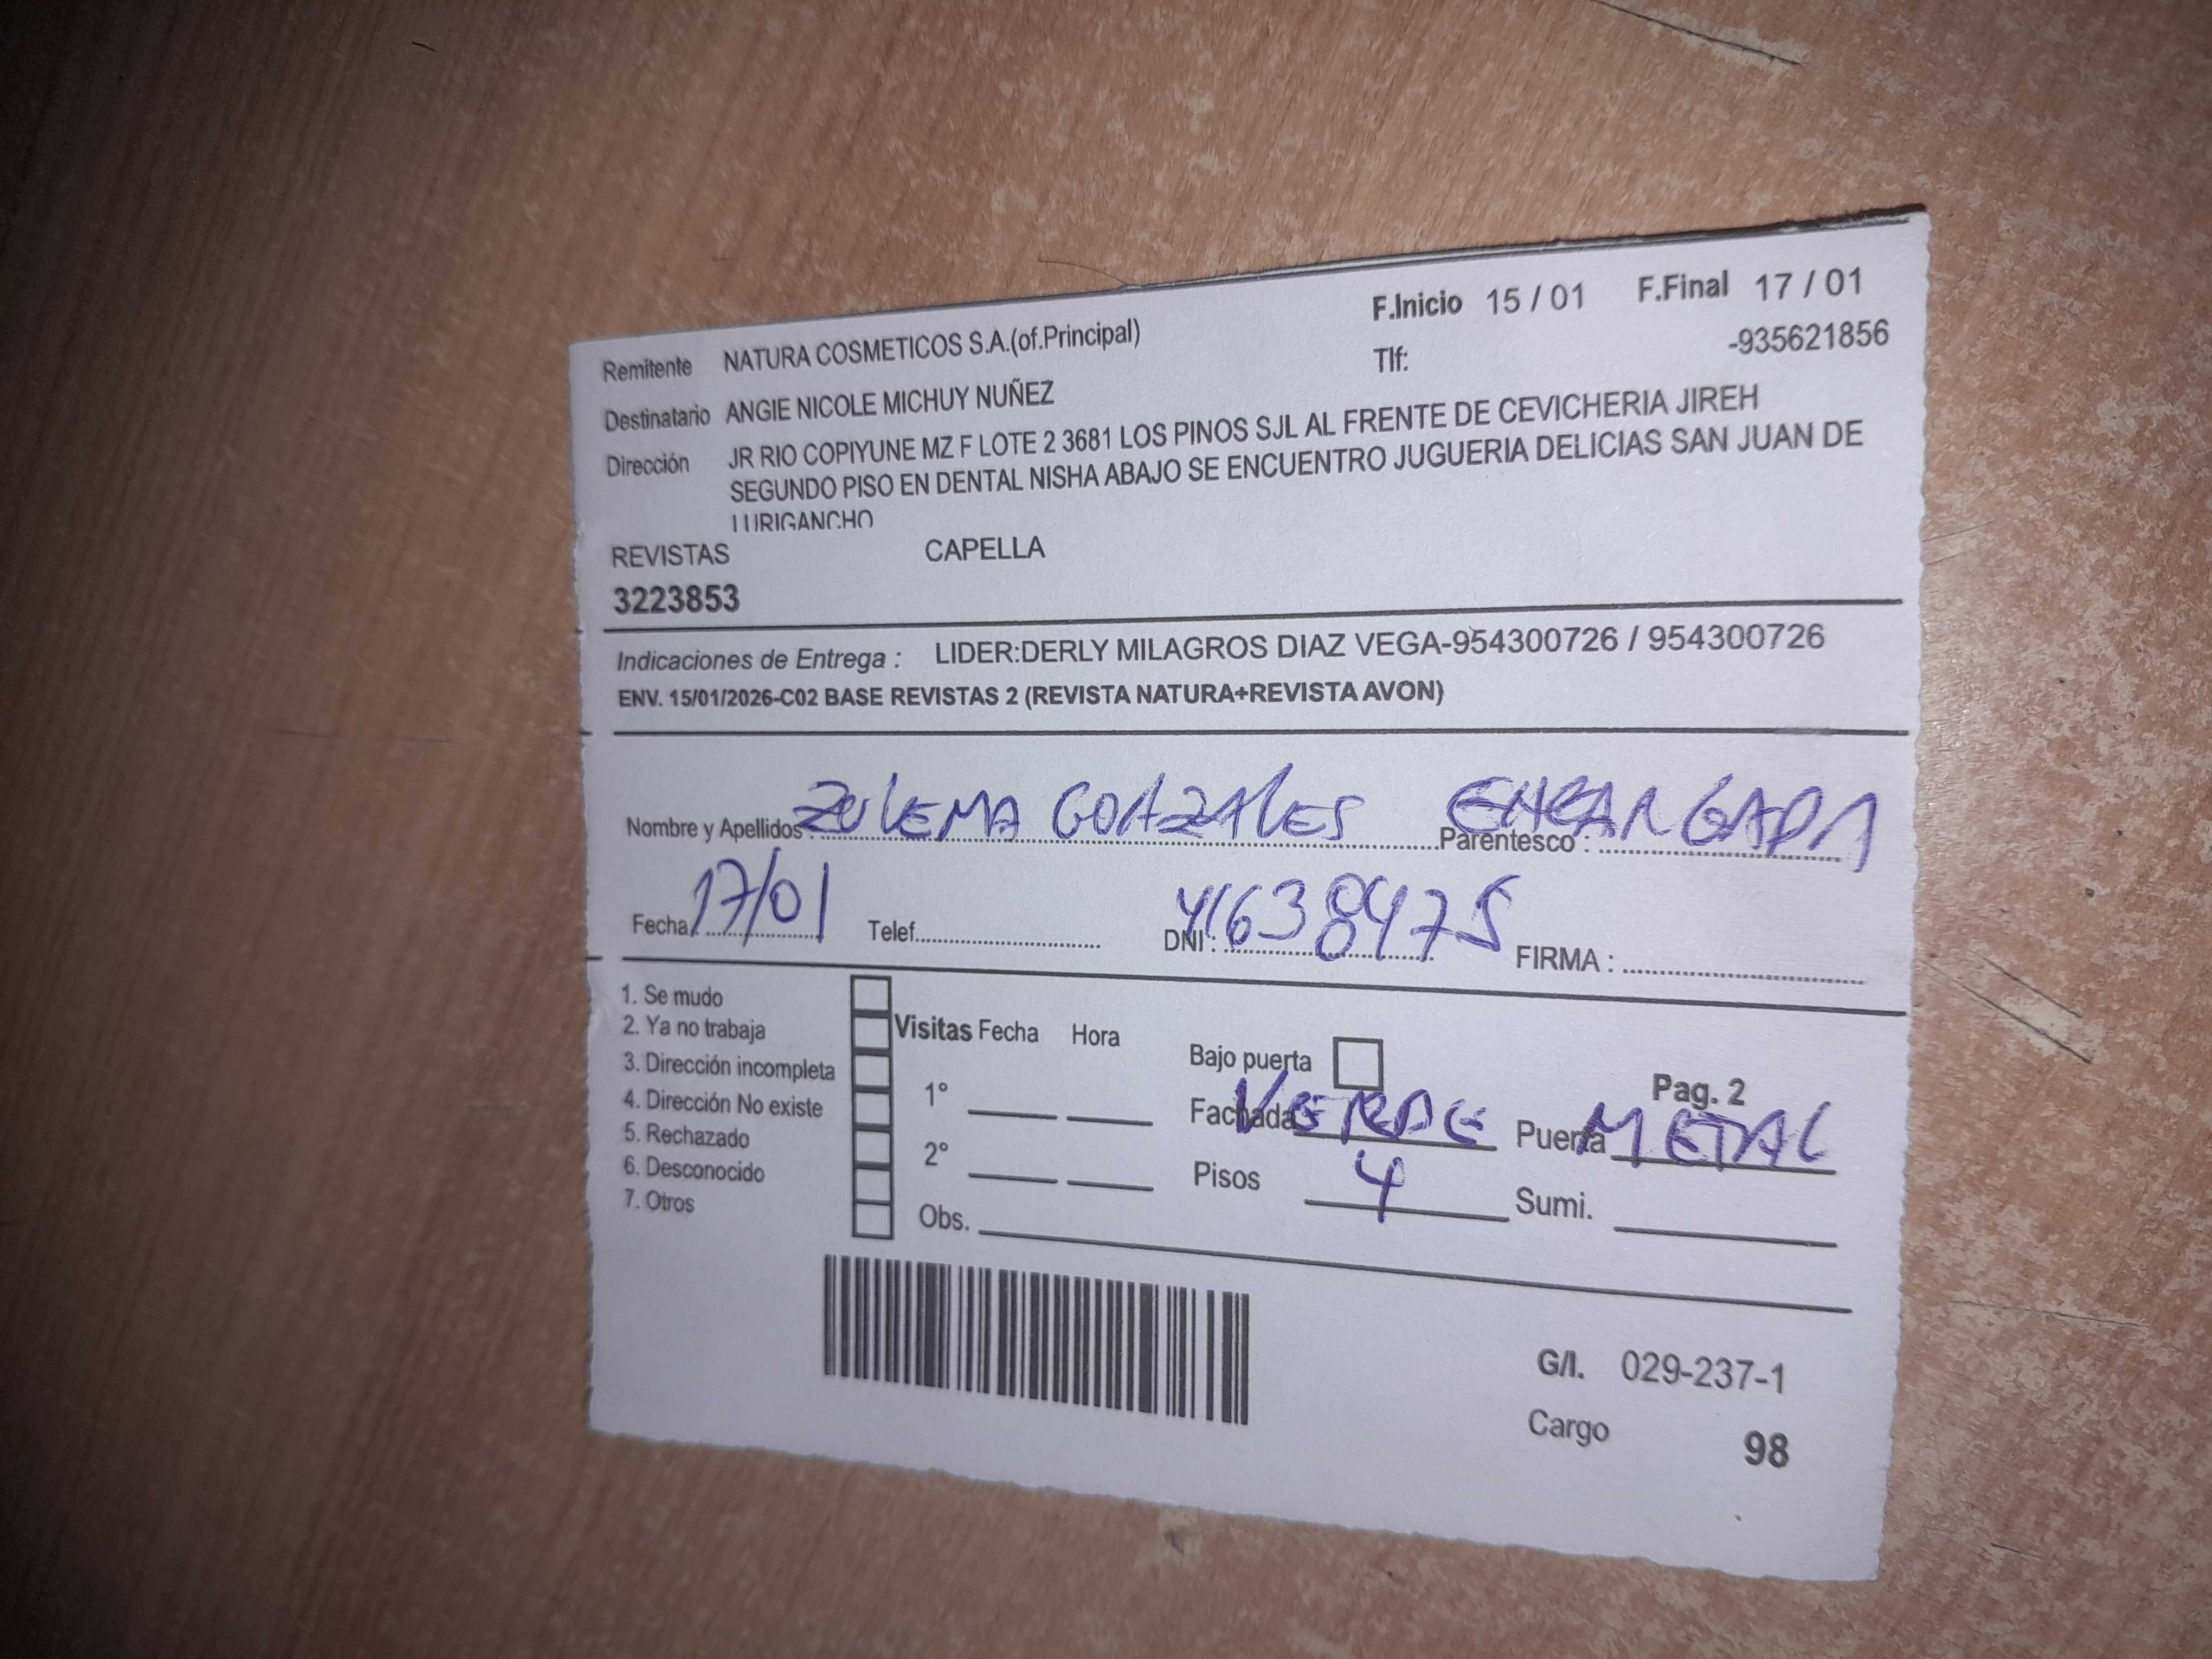 F.Inicio 15 / 01 F.Final 17 / 01
Remitente NATURA COSMETICOS S.A.(of.Principal) Tlf: -935621856
Destinatario ANGIE NICOLE MICHUY NUÑEZ
Dirección JR RIO COPIYUNE MZ F LOTE 2 3681 LOS PINOS SJL AL FRENTE DE CEVICHERIA JIREH
SEGUNDO PISO EN DENTAL NISHA ABAJO SE ENCUENTRO JUGUERIA DELICIAS SAN JUAN DE
LURIGANCHO
REVISTAS CAPELLA
3223853
Indicaciones de Entrega : LIDER:DERLY MILAGROS DIAZ VEGA-954300726 / 954300726
ENV. 15/01/2026-C02 BASE REVISTAS 2 (REVISTA NATURA+REVISTA AVON)
Nombre y Apellidos : ZULEMA GONZALES Parentesco : ENCARGADA
Fecha : 17/01 Telef. DNI : 41638475 FIRMA :
1. Se mudo
2. Ya no trabaja
3. Dirección incompleta
4. Dirección No existe
5. Rechazado
6. Desconocido
7. Otros
Visitas Fecha Hora
1°
2°
Obs.
Bajo puerta Pag. 2
Fachada VERDE Puerta METAL
Pisos 4 Sumi.
G/I. 029-237-1
Cargo 98